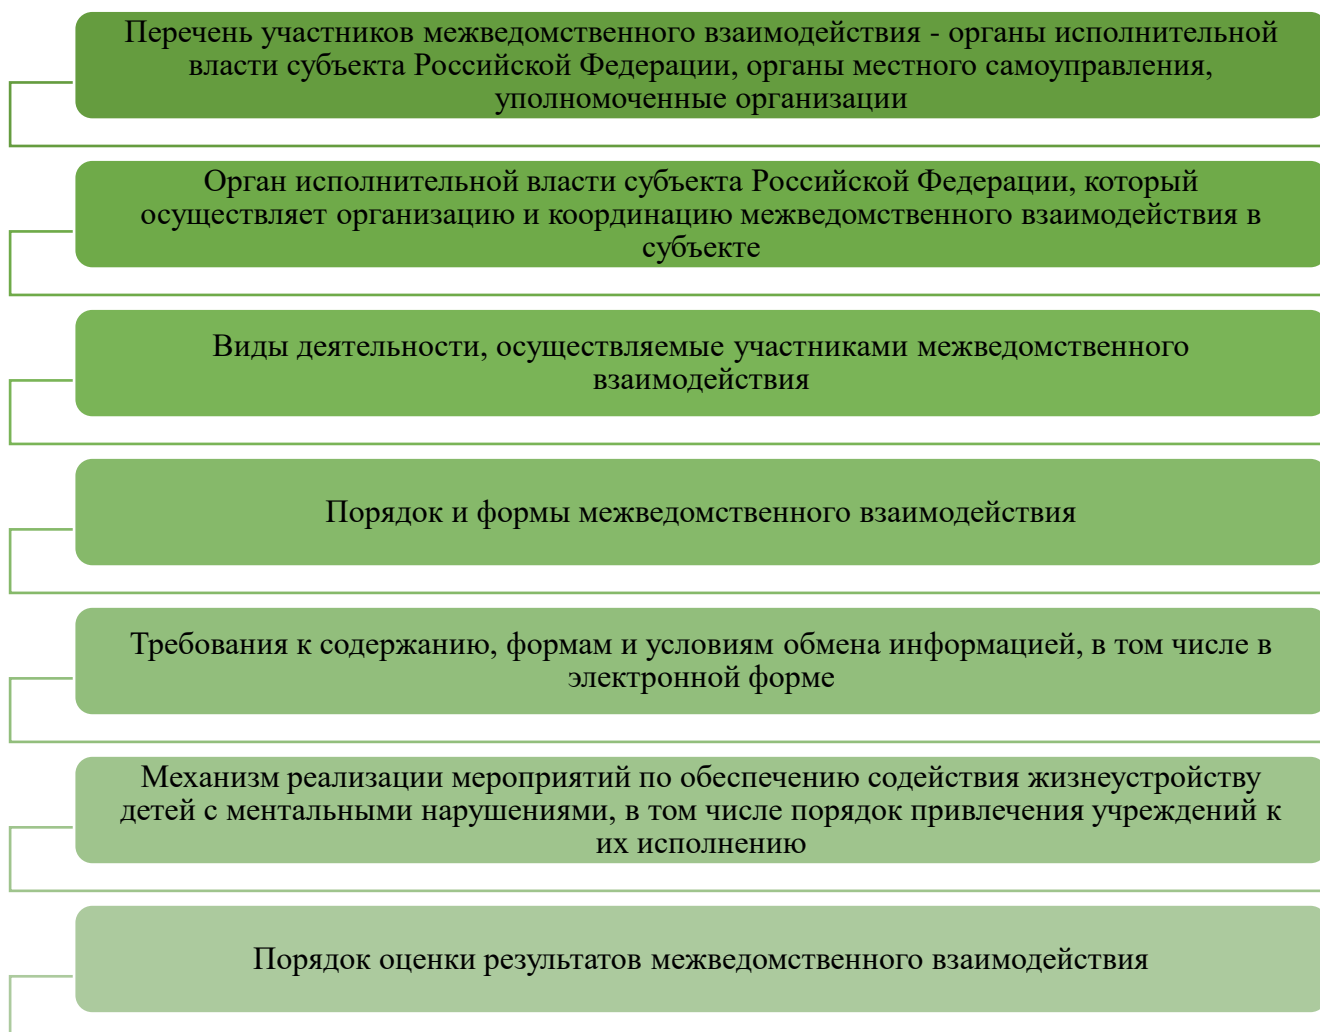 Перечень участников межведомственного взаимодействия - органы исполнительной
власти субъекта Российской Федерации, органы местного самоуправления,
уполномоченные организации
Орган исполнительной власти субъекта Российской Федерации, который
осуществляет организацию и координацию межведомственного взаимодействия в
субъекте
Виды деятельности, осуществляемые участниками межведомственного
взаимодействия
Порядок и формы межведомственного взаимодействия
Требования к содержанию, формам и условиям обмена информацией, в том числе в
электронной форме
Механизм реализации мероприятий по обеспечению содействия жизнеустройству
детей с ментальными нарушениями, в том числе порядок привлечения учреждений к
их исполнению
Порядок оценки результатов межведомственного взаимодействия